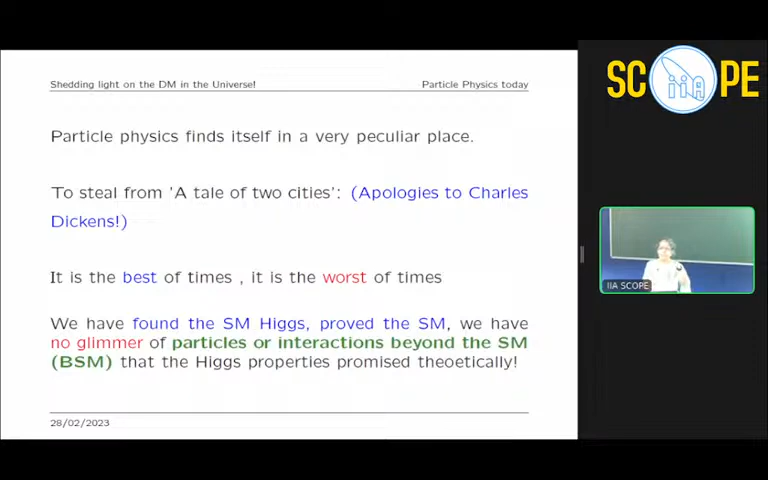 Shedding light on the DM in the Universe! Particle Physics today
Particle physics finds itself in a very peculiar place.
To steal from 'A tale of two cities': (Apologies to Charles
Dickens!)
It is the best of times , it is the worst of times
We have found the SM Higgs, proved the SM, we have
no glimmer of particles or interactions beyond the SM
(BSM) that the Higgs properties promised theoetically!
28/02/2023
SC iiA PE
IIA SCOPE